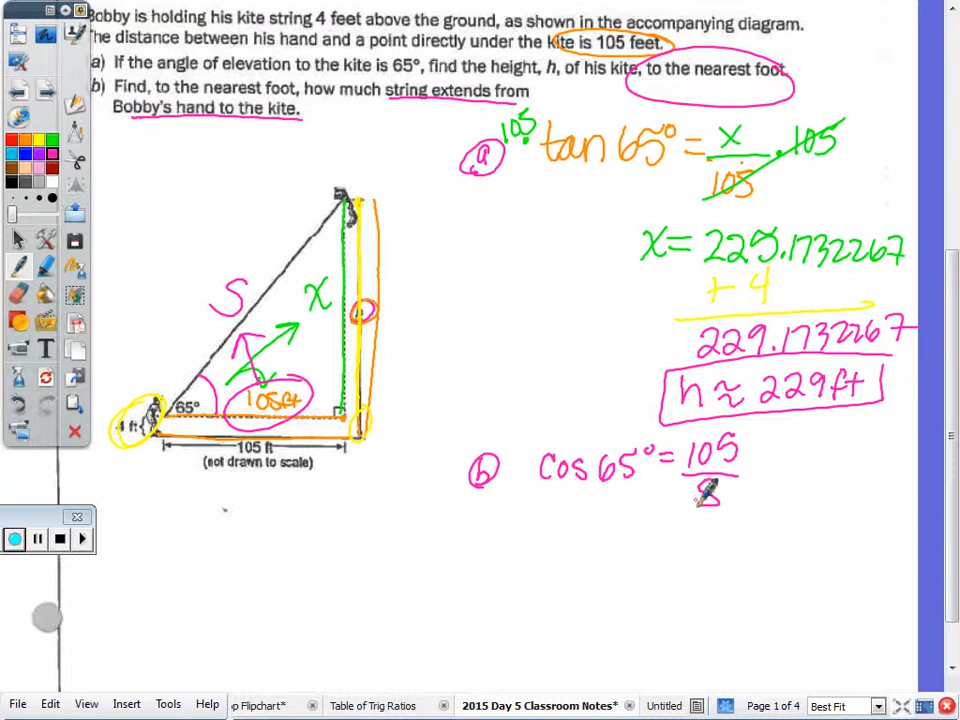 Bobby is holding his kite string 4 feet above the ground, as shown in the accompanying diagram.
The distance between his hand and a point directly under the kite is 105 feet.
a) If the angle of elevation to the kite is 65°, find the height, h, of his kite, to the nearest foot.
b) Find, to the nearest foot, how much string extends from
Bobby's hand to the kite.
a 105 · tan 65° = x/105 · 105
x = 225.1732267
+ 4
229.1732267
h ≈ 229 ft
S
x
105ft
65°
4 ft
105 ft
(not drawn to scale)
b cos 65° = 105/S
T
File Edit View Insert Tools Help
p Flipchart* Table of Trig Ratios 2015 Day 5 Classroom Notes* Untitled Page 1 of 4 Best Fit